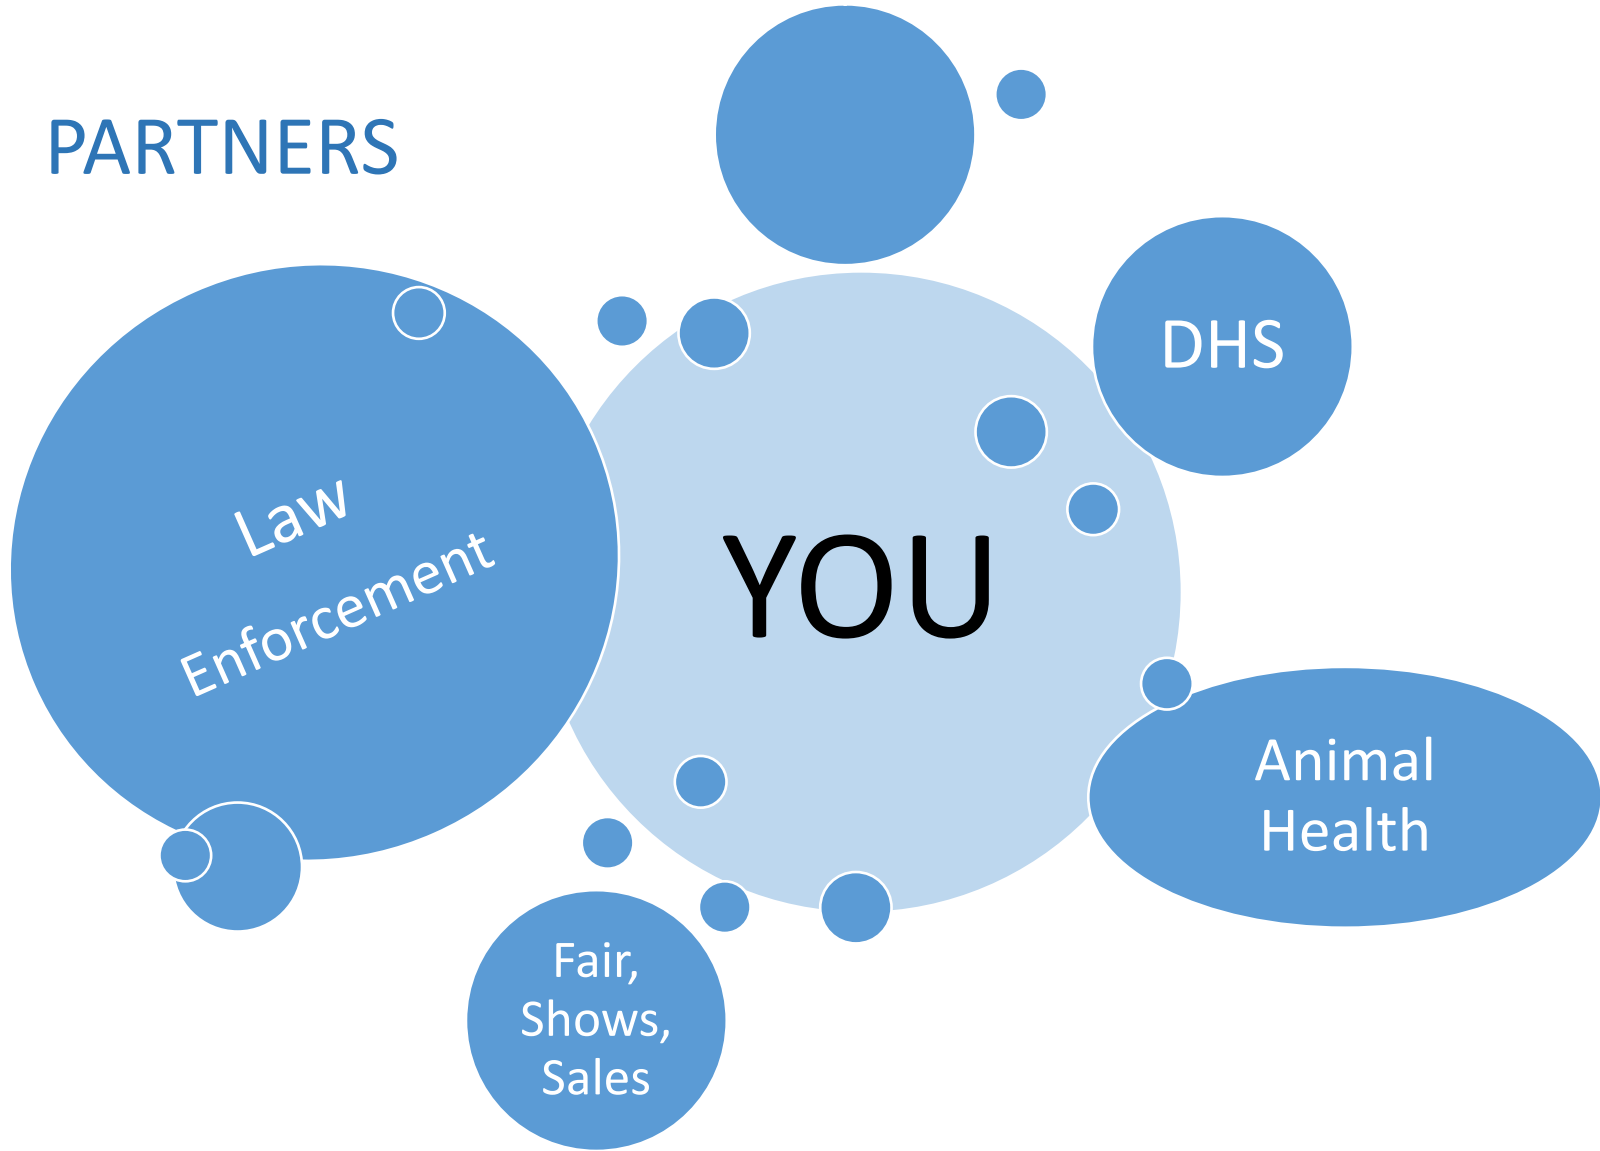 PARTNERS
DHS
Law
Enforcement
YOU
Animal
Health
Fair,
Shows,
Sales